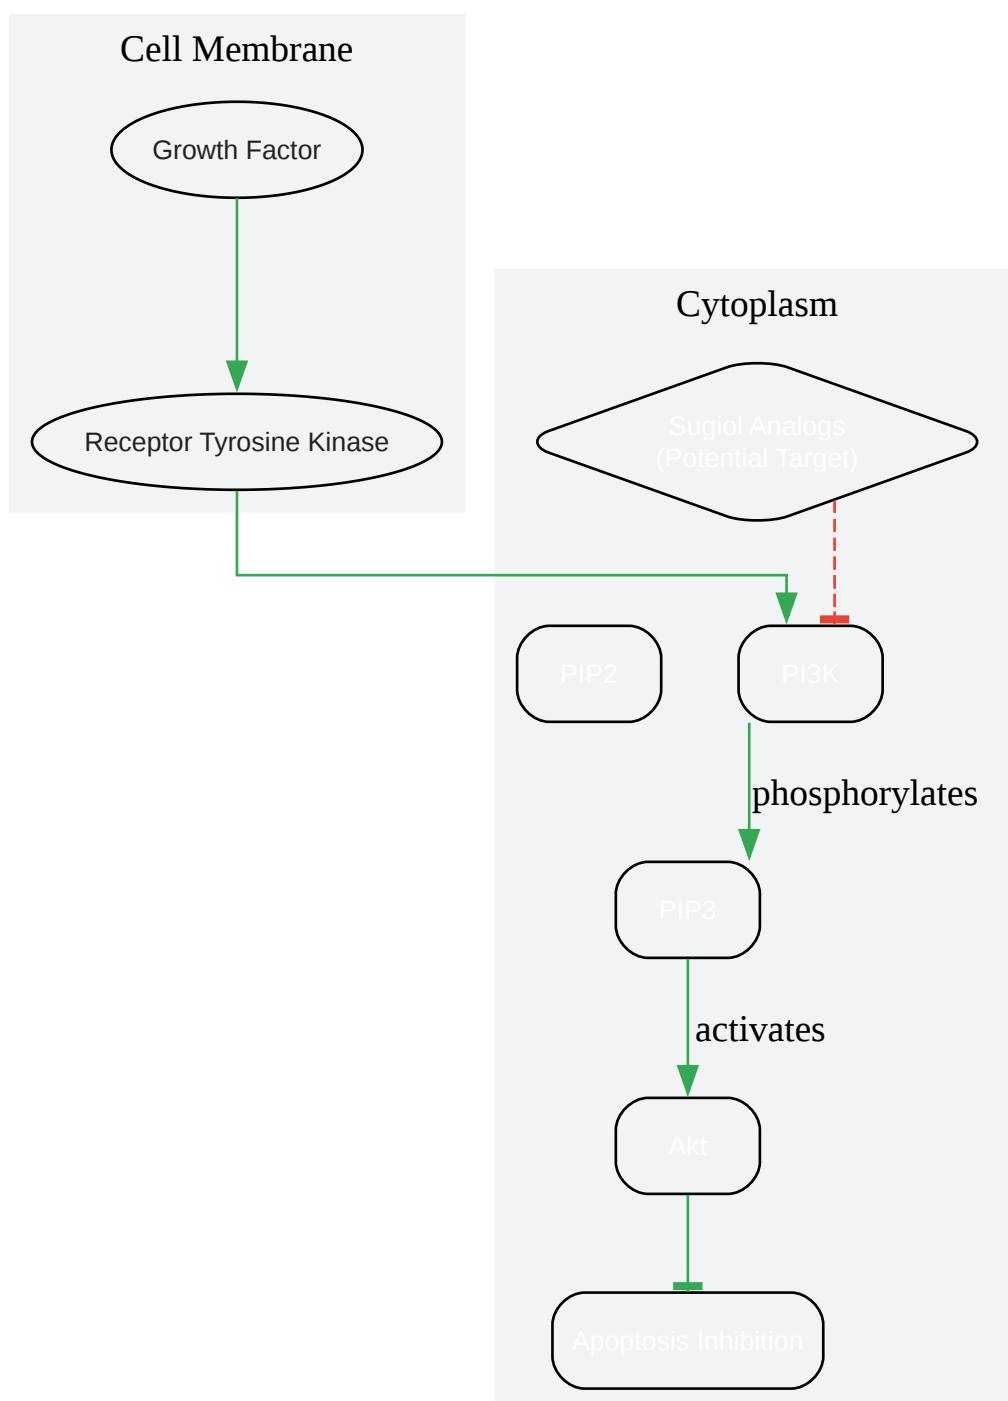 Cell Membrane
Growth Factor
Receptor Tyrosine Kinase
Cytoplasm
Sugiol Analogs
(Potential Target)
PIP2
PI3K
phosphorylates
PIP3
activates
Akt
Apoptosis Inhibition